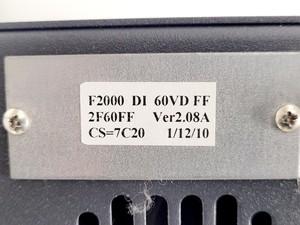 F2000 DI 60VD FF
2F60FF Ver2.08A
CS=7C20 1/12/10